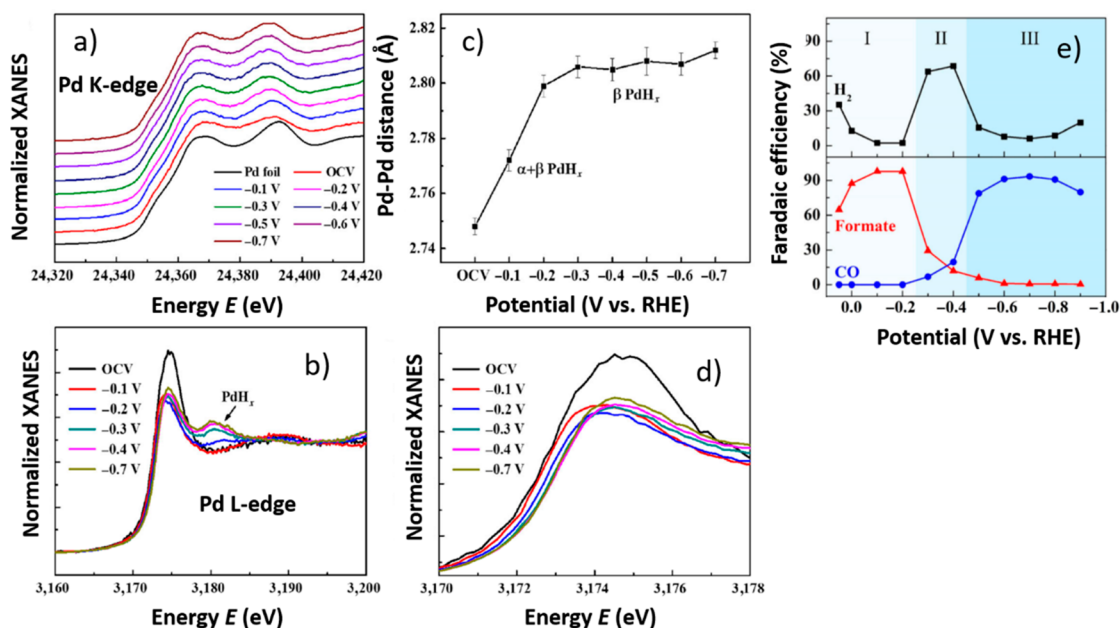 a)
Pd K-edge
Pd foil OCV
−0.1 V −0.2 V
−0.3 V −0.4 V
−0.5 V −0.6 V
−0.7 V
Normalized XANES
24,320 24,340 24,360 24,380 24,400 24,420
Energy E (eV)
c)
Pd-Pd distance (Å)
2.83
2.82
2.80
2.78
2.76
2.74
β PdHx
α+β PdHx
OCV −0.1 −0.2 −0.3 −0.4 −0.5 −0.6 −0.7
Potential (V vs. RHE)
e)
I II III
Faradaic efficiency (%)
90
60
30
0
H2
90
60
30
0
Formate
CO
0.0 −0.2 −0.4 −0.6 −0.8 −1.0
Potential (V vs. RHE)
b)
OCV
−0.1 V
−0.2 V
−0.3 V
−0.4 V
−0.7 V
PdHx
Pd L-edge
Normalized XANES
3,160 3,170 3,180 3,190 3,200
Energy E (eV)
d)
OCV
−0.1 V
−0.2 V
−0.3 V
−0.4 V
−0.7 V
Normalized XANES
3,170 3,172 3,174 3,176 3,178
Energy E (eV)